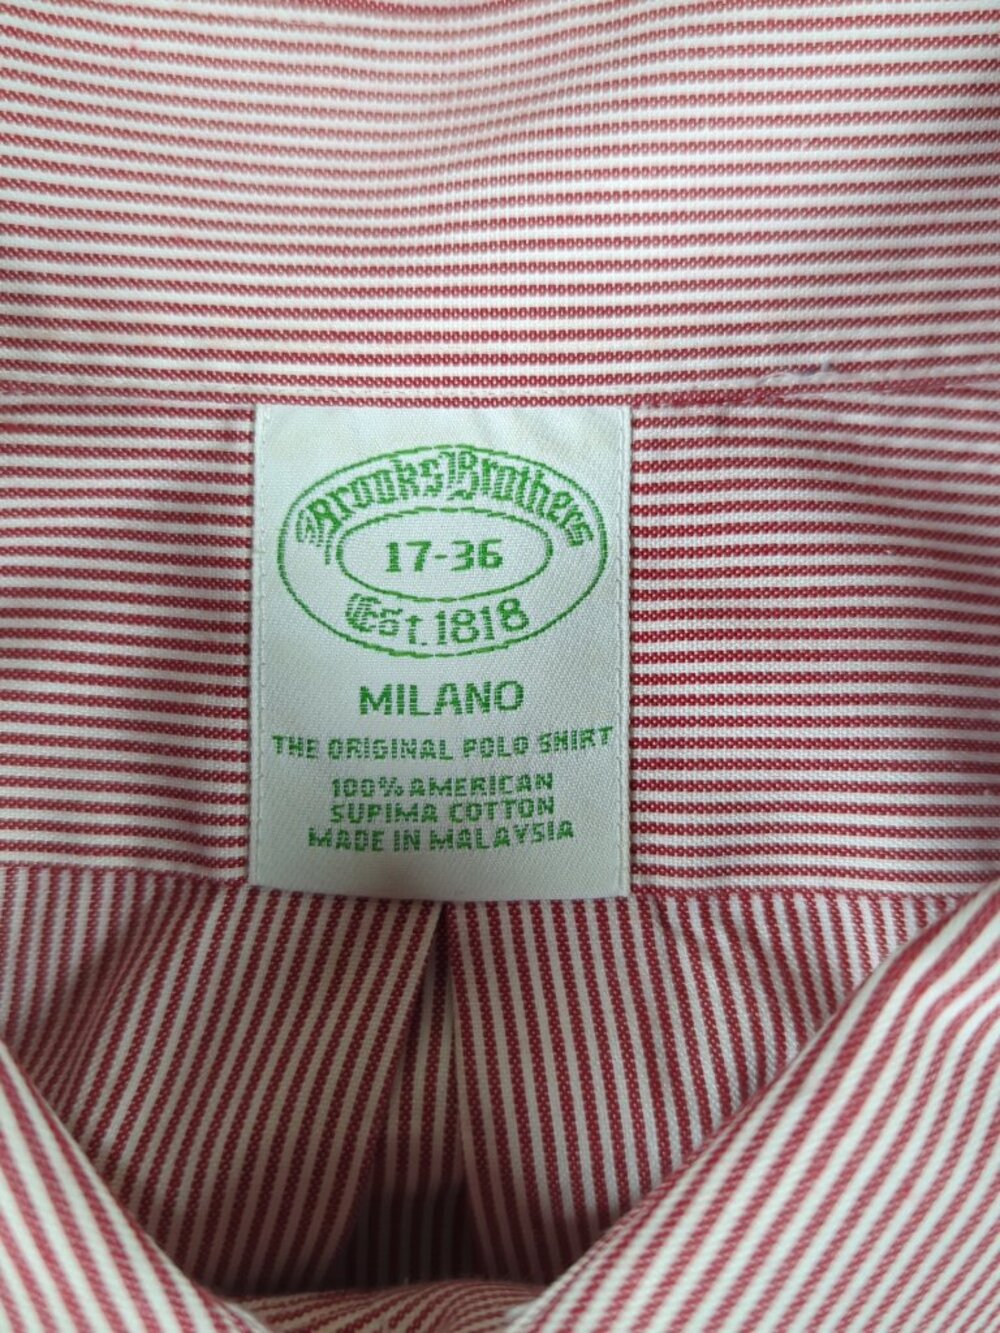 Brooks Brothers
17-36
Est. 1818
MILANO
THE ORIGINAL POLO SHIRT
100% AMERICAN
SUPIMA COTTON
MADE IN MALAYSIA